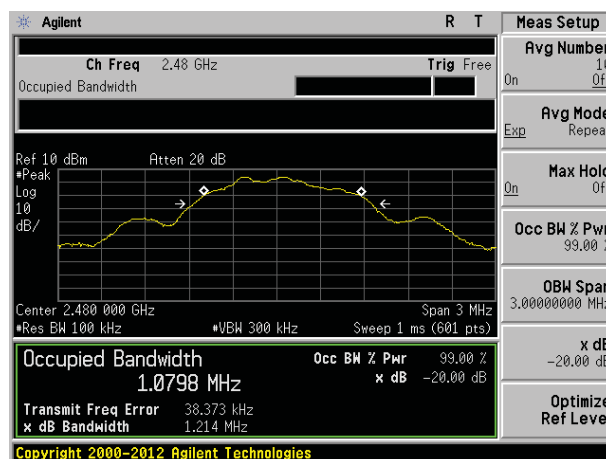 Agilent R T Meas Setup
Ch Freq 2.48 GHz Trig Free
Occupied Bandwidth
Ref 10 dBm Atten 20 dB
#Peak
Log
10
dB/
Center 2.480 000 GHz Span 3 MHz
#Res BW 100 kHz #VBW 300 kHz Sweep 1 ms (601 pts)
Occupied Bandwidth
1.0798 MHz
Occ BW % Pwr 99.00 %
x dB -20.00 dB
Transmit Freq Error 38.373 kHz
x dB Bandwidth 1.214 MHz
Copyright 2000-2012 Agilent Technologies
Avg Number
On
Avg Mode
Exp Repea
Max Hold
On
Occ BW % Pwr
99.00
OBW Span
3.00000000 MHz
x dB
-20.00 dB
Optimize
Ref Level